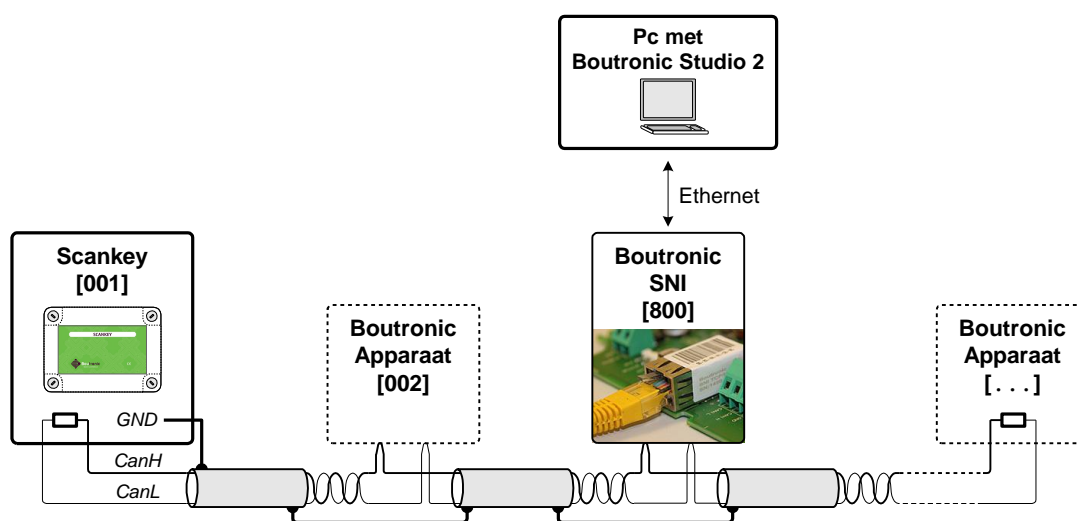 Pc met
Boutronic Studio 2
Ethernet
Scankey
[001]
SCANKEY
Boutronic
Apparaat
[002]
Boutronic
SNI
[800]
Boutronic
Apparaat
[...]
GND
CanH
CanL